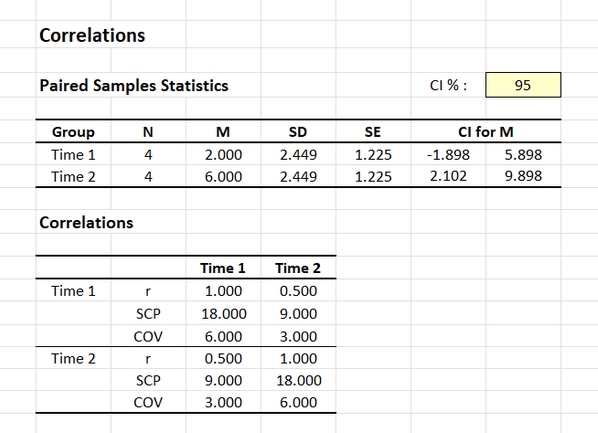 Correlations
Paired Samples Statistics CI % : 95
Group N M SD SE CI for M
Time 1 4 2.000 2.449 1.225 -1.898 5.898
Time 2 4 6.000 2.449 1.225 2.102 9.898
Correlations
Time 1 Time 2
Time 1 r 1.000 0.500
SCP 18.000 9.000
COV 6.000 3.000
Time 2 r 0.500 1.000
SCP 9.000 18.000
COV 3.000 6.000